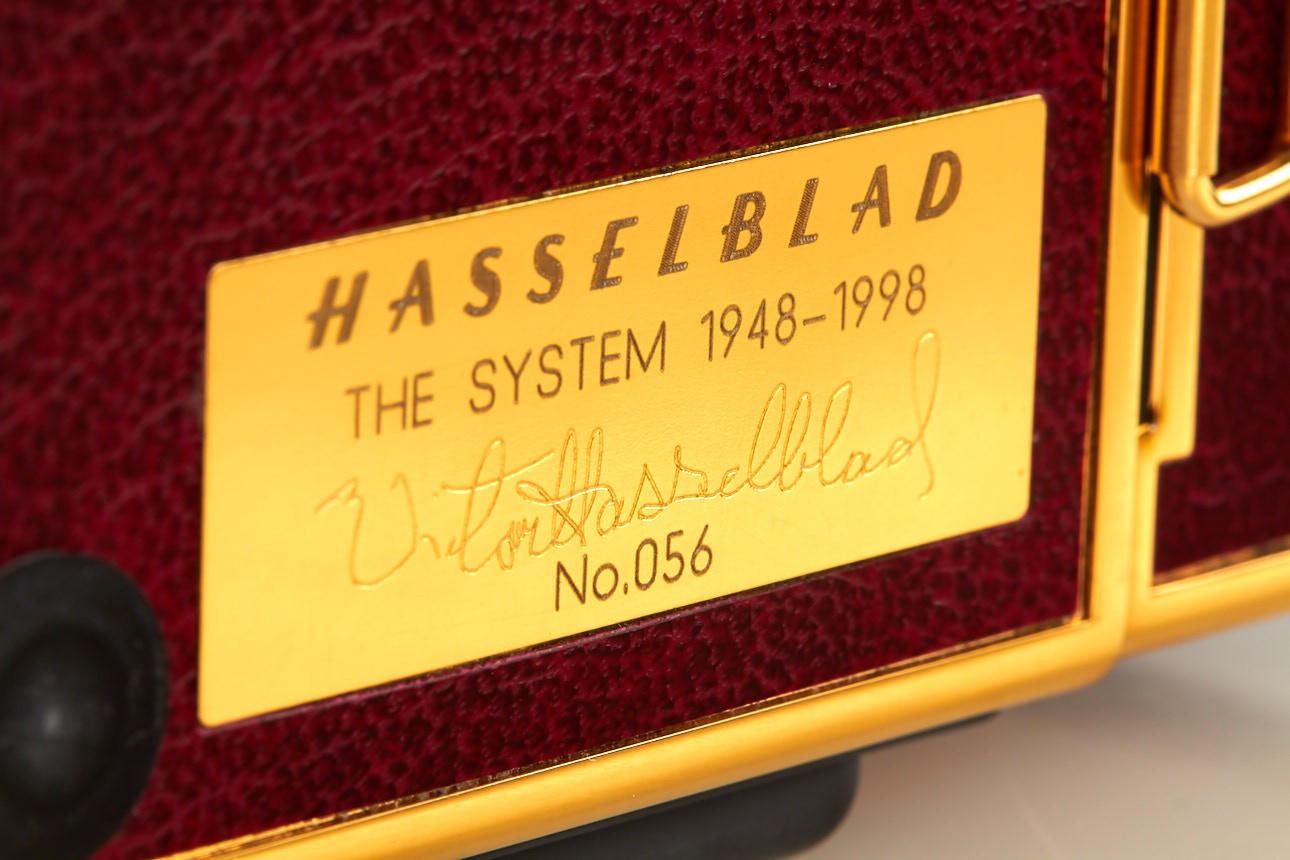 HASSELBLAD
THE SYSTEM 1948-1998
Victor Hasselblad
No.056